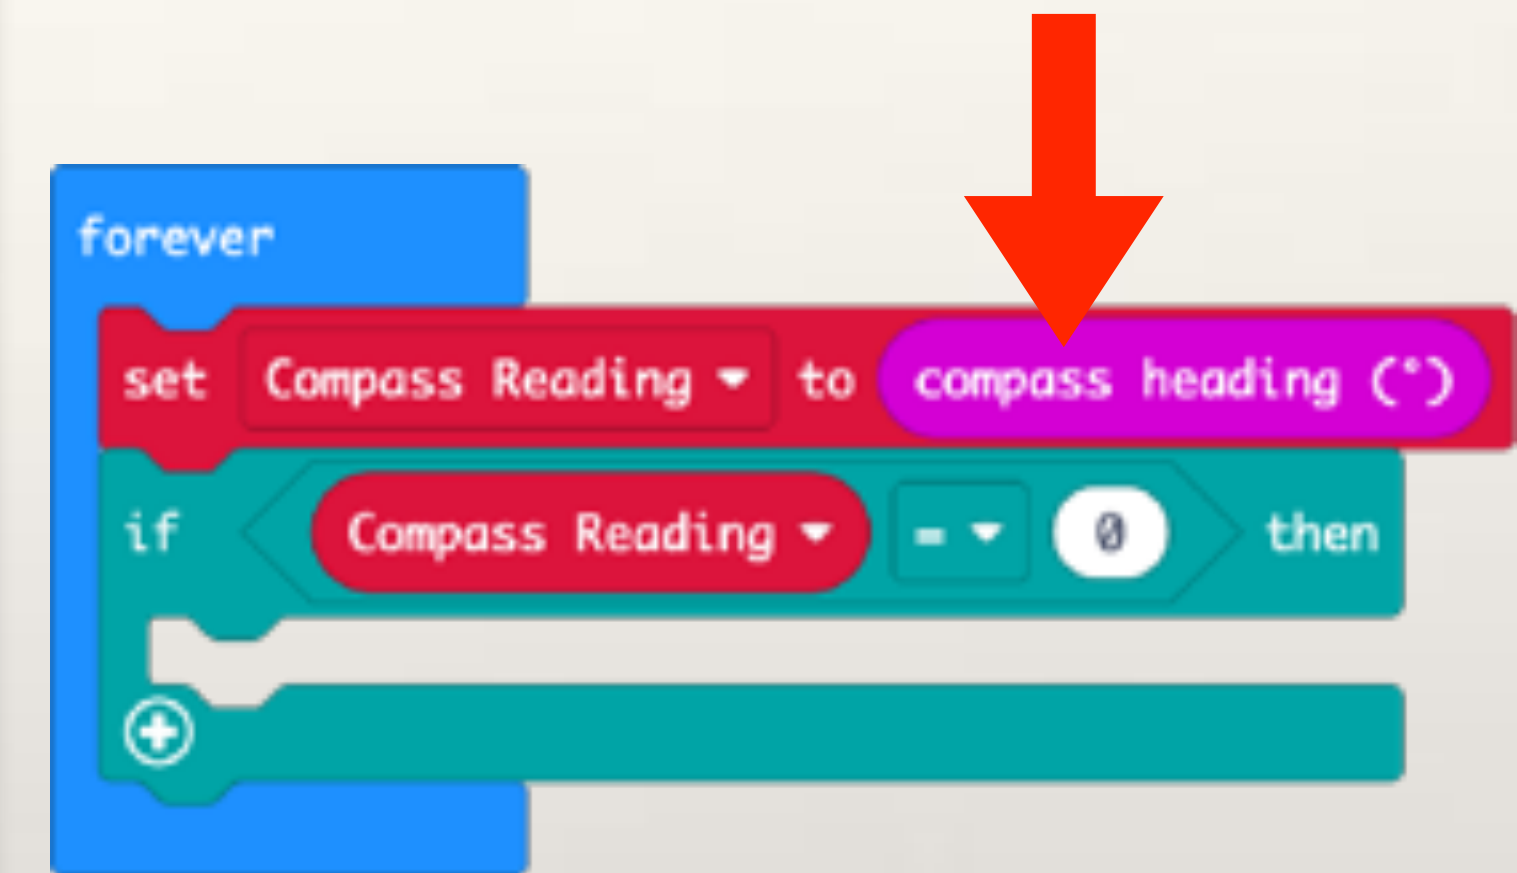 forever
set Compass Reading to compass heading (°)
if Compass Reading = 0 then